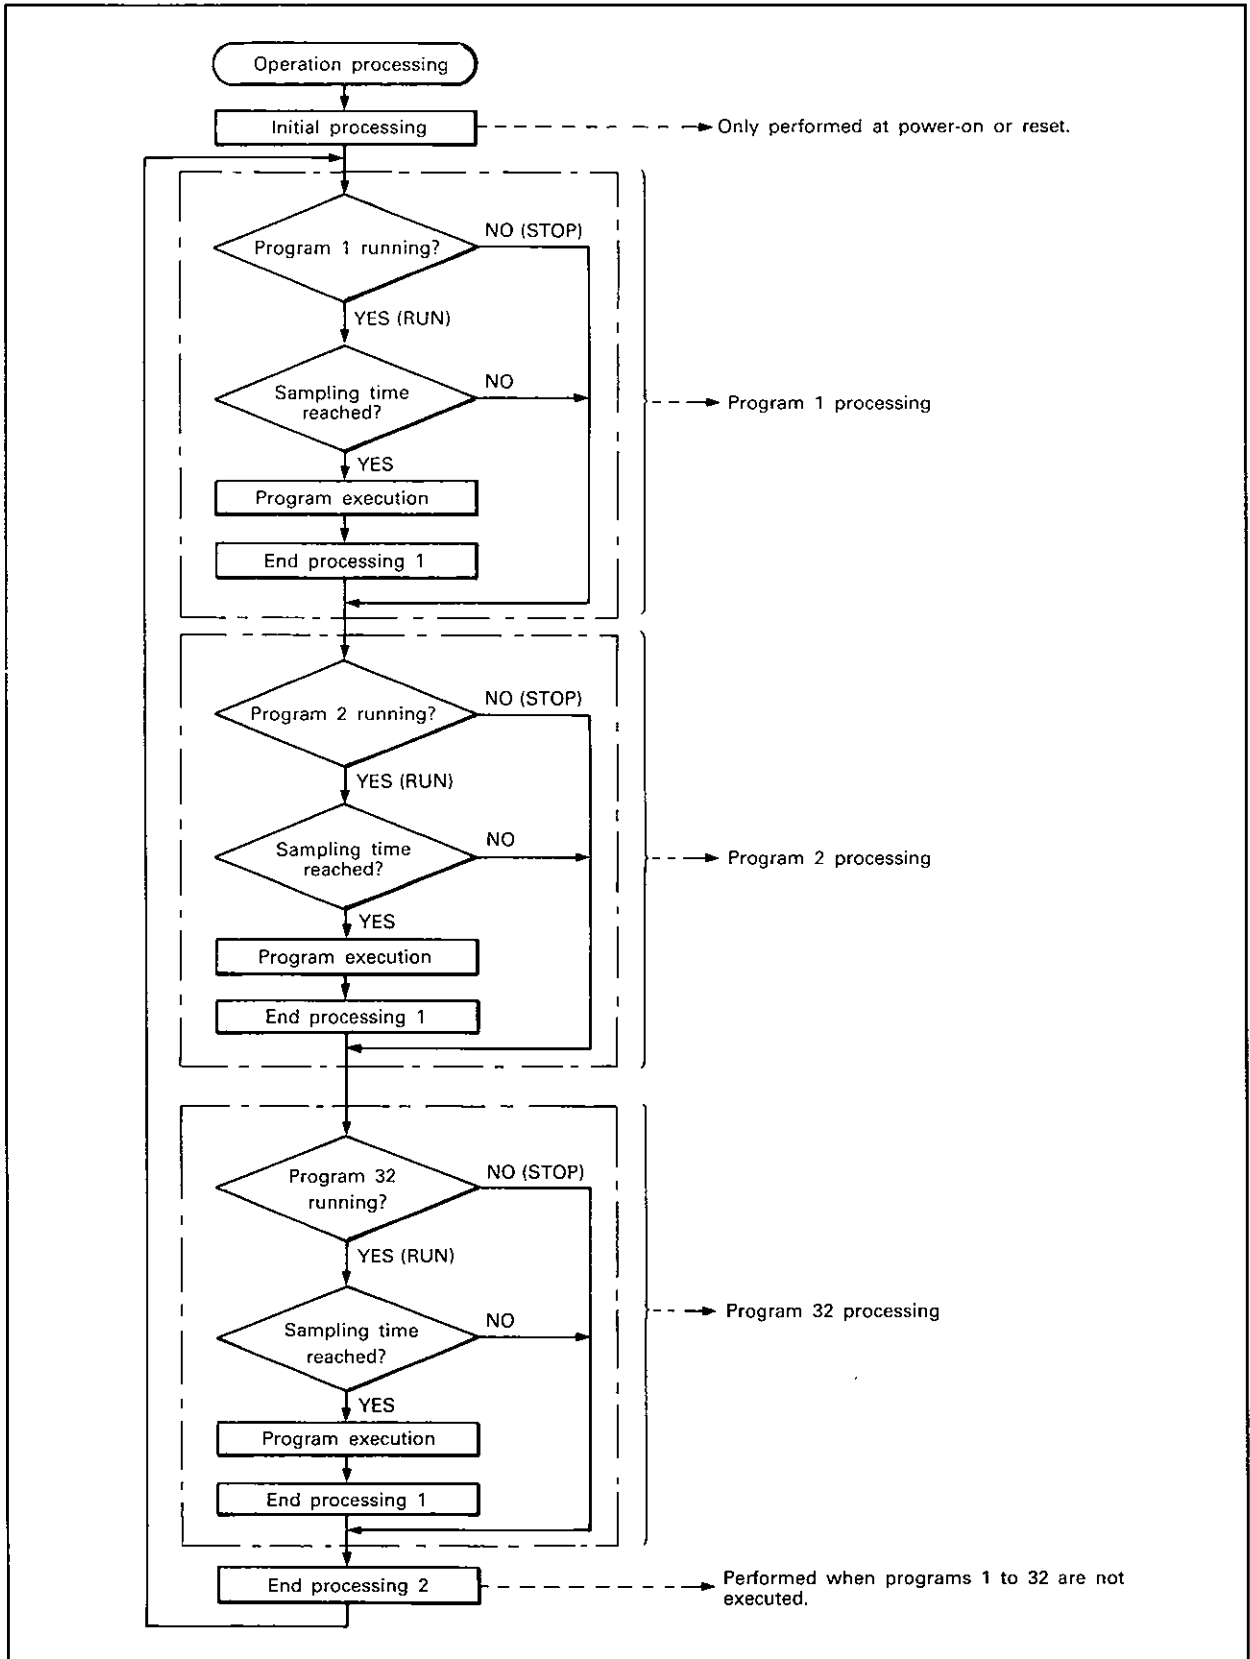 Operation processing
Initial processing
Only performed at power-on or reset.
Program 1 running?
NO (STOP)
YES (RUN)
Sampling time
reached?
NO
Program 1 processing
YES
Program execution
End processing 1
Program 2 running?
NO (STOP)
YES (RUN)
Sampling time
reached?
NO
Program 2 processing
YES
Program execution
End processing 1
Program 32
running?
NO (STOP)
YES (RUN)
Sampling time
reached?
NO
Program 32 processing
YES
Program execution
End processing 1
End processing 2
Performed when programs 1 to 32 are not
executed.